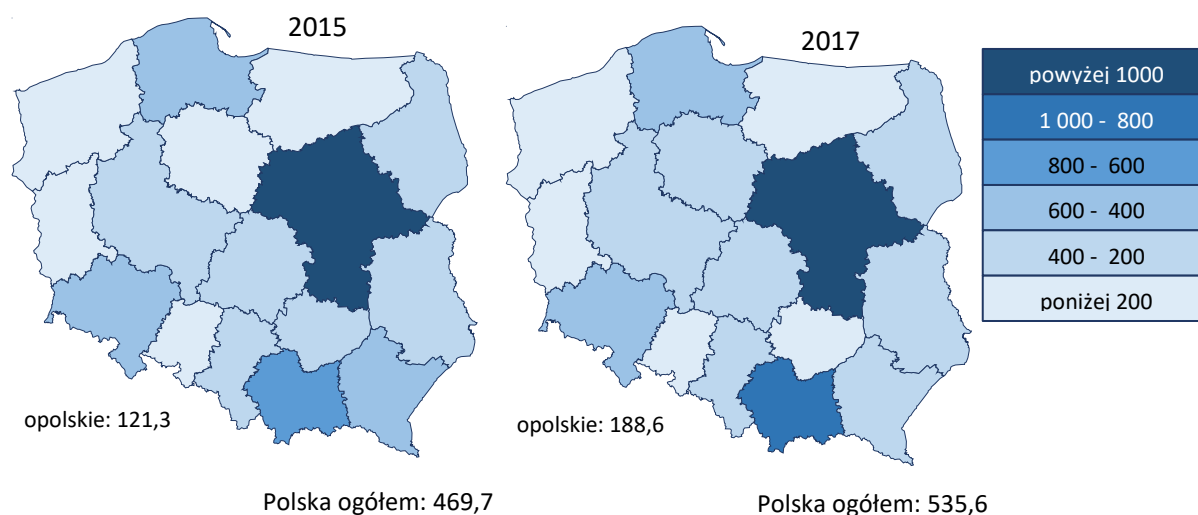 2015
2017
powyżej 1000
1 000 - 800
800 - 600
600 - 400
400 - 200
poniżej 200
opolskie: 121,3
opolskie: 188,6
Polska ogółem: 469,7
Polska ogółem: 535,6